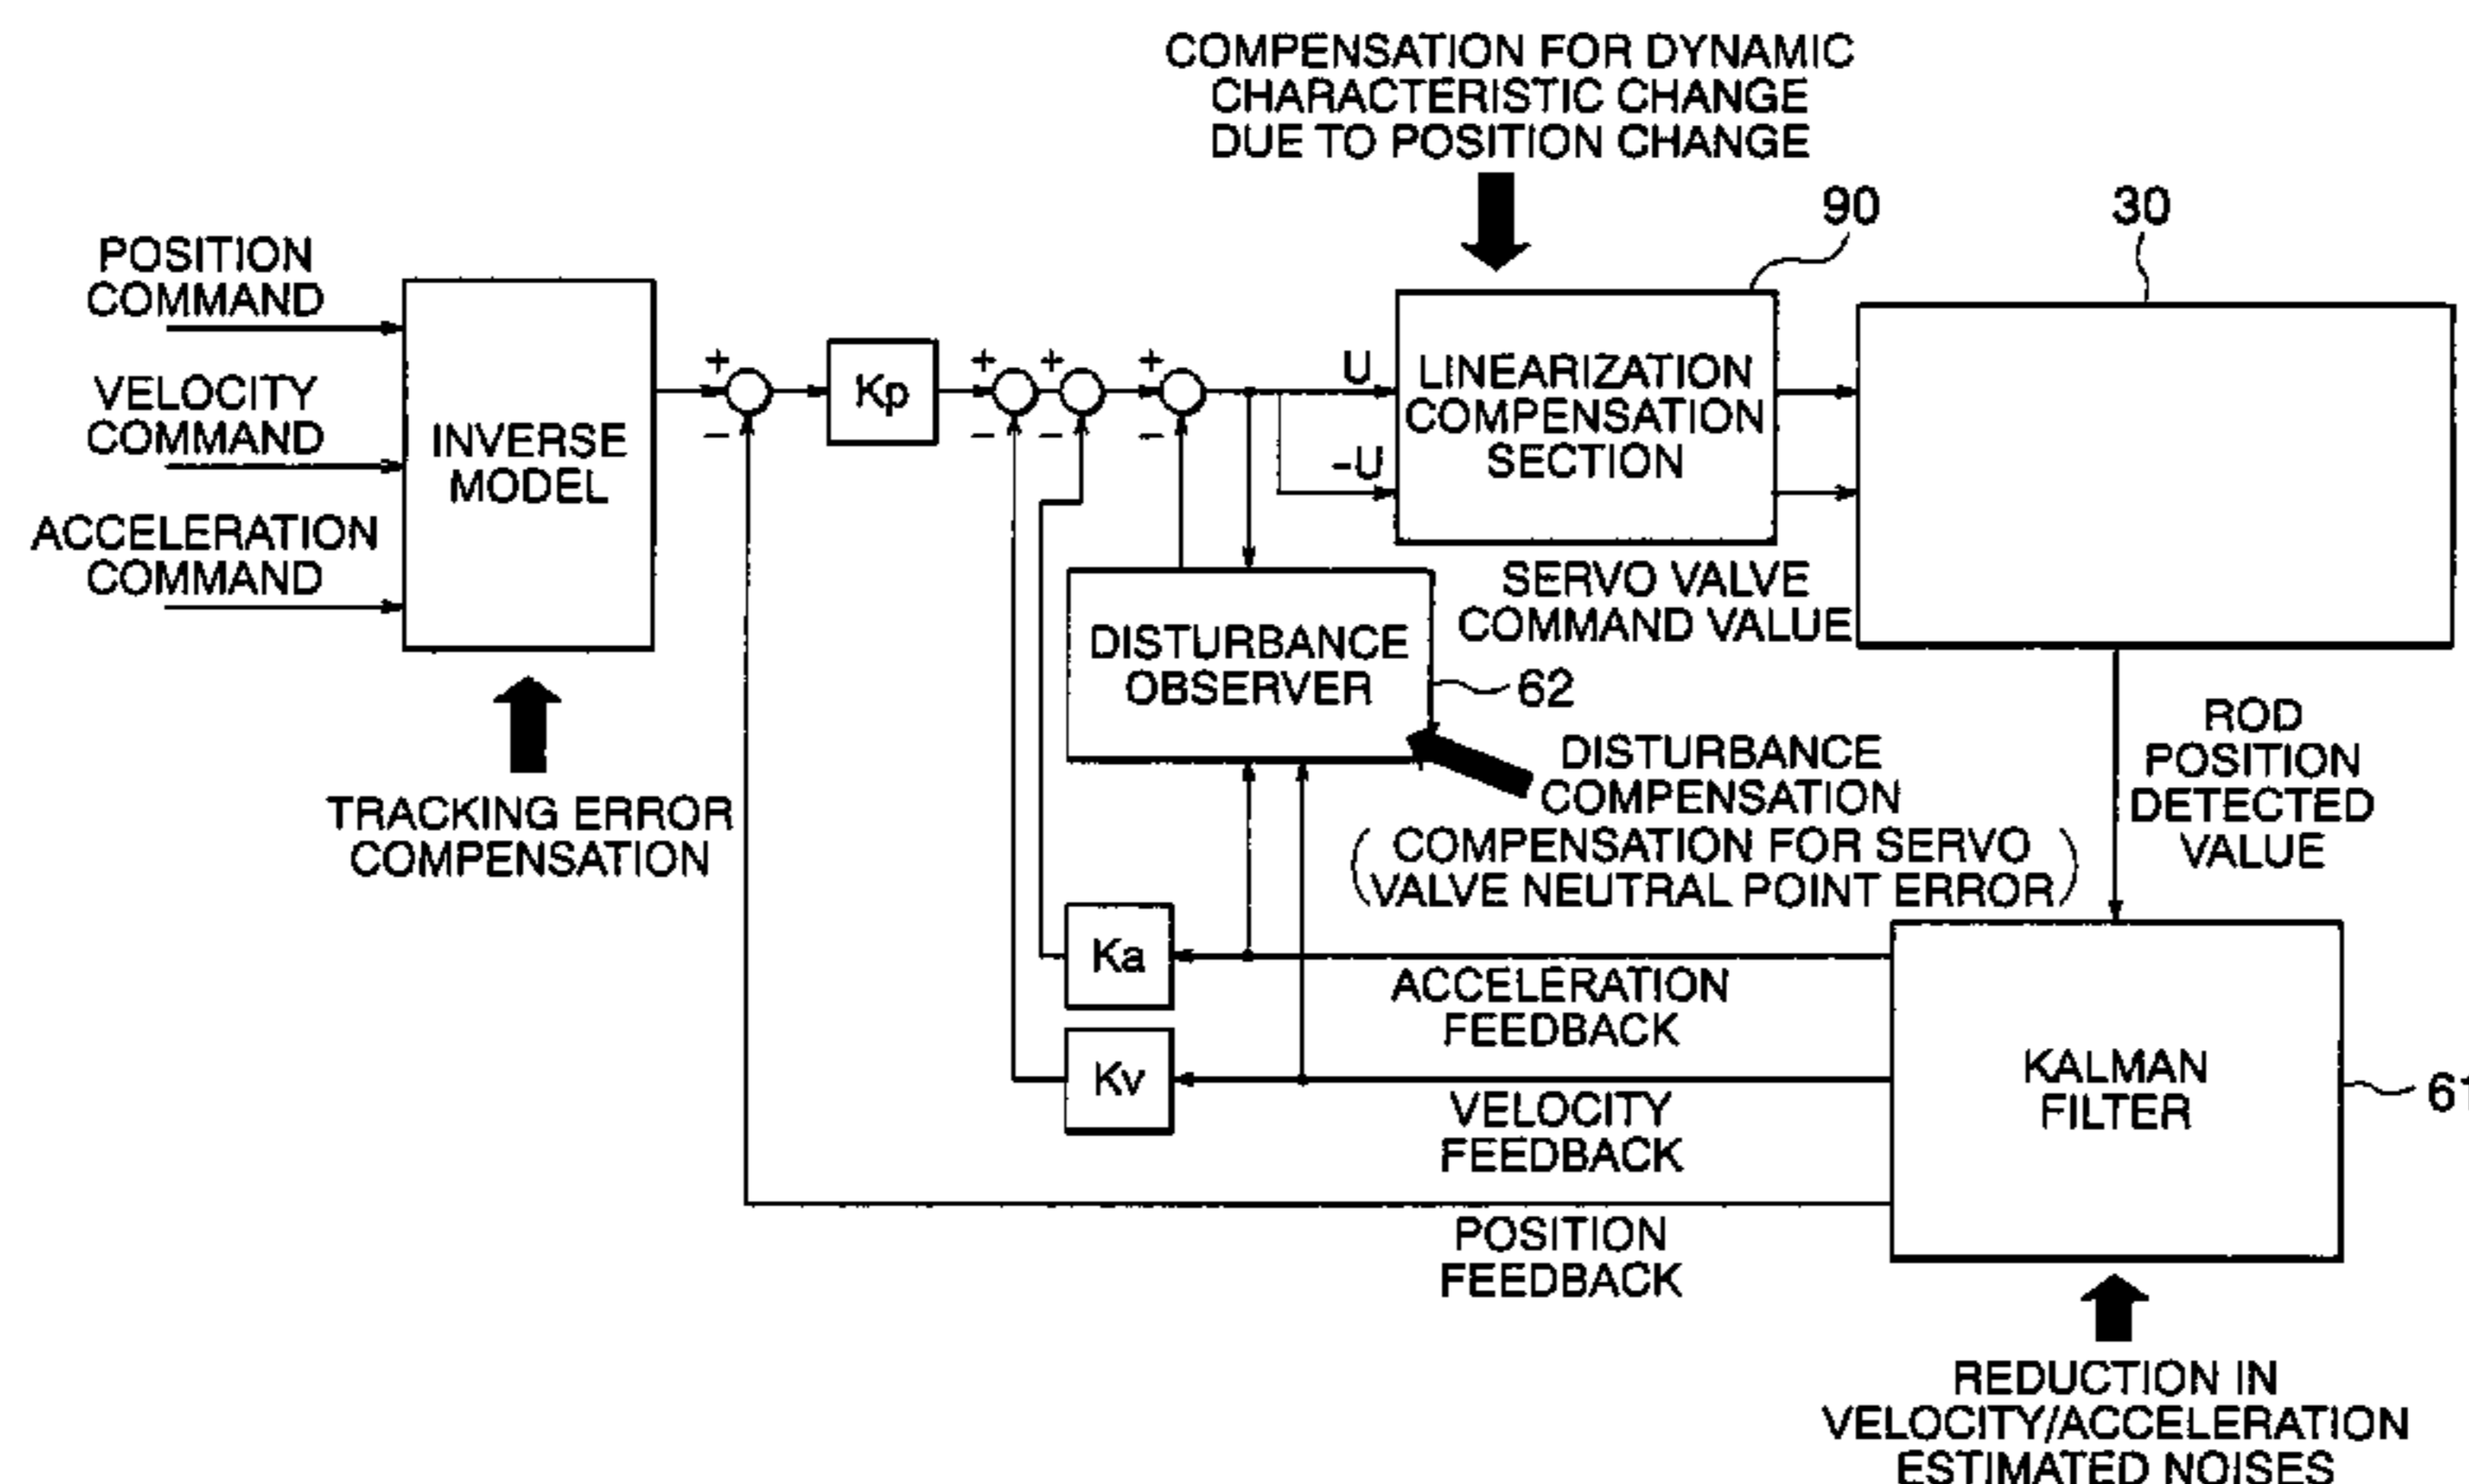 COMPENSATION FOR DYNAMIC
CHARACTERISTIC CHANGE
DUE TO POSITION CHANGE
90
30
POSITION
COMMAND
VELOCITY
COMMAND
ACCELERATION
COMMAND
INVERSE
MODEL
TRACKING ERROR
COMPENSATION
+
−
Kp
+
−
+
−
+
−
U
-U
LINEARIZATION
COMPENSATION
SECTION
SERVO VALVE
COMMAND VALUE
DISTURBANCE
OBSERVER
62
DISTURBANCE
COMPENSATION
(COMPENSATION FOR SERVO
VALVE NEUTRAL POINT ERROR)
ROD
POSITION
DETECTED
VALUE
Ka
ACCELERATION
FEEDBACK
Kv
VELOCITY
FEEDBACK
POSITION
FEEDBACK
KALMAN
FILTER
61
REDUCTION IN
VELOCITY/ACCELERATION
ESTIMATED NOISES